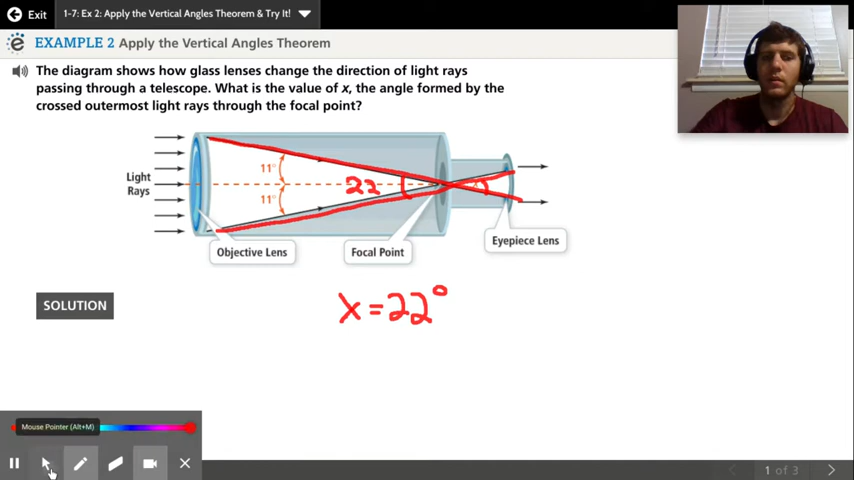 Exit
1-7: Ex 2: Apply the Vertical Angles Theorem & Try It!
e EXAMPLE 2 Apply the Vertical Angles Theorem
The diagram shows how glass lenses change the direction of light rays
passing through a telescope. What is the value of x, the angle formed by the
crossed outermost light rays through the focal point?
Light
Rays
11°
11°
22
Objective Lens
Focal Point
Eyepiece Lens
SOLUTION
x = 22°
Mouse Pointer (Alt+M)
1 of 3